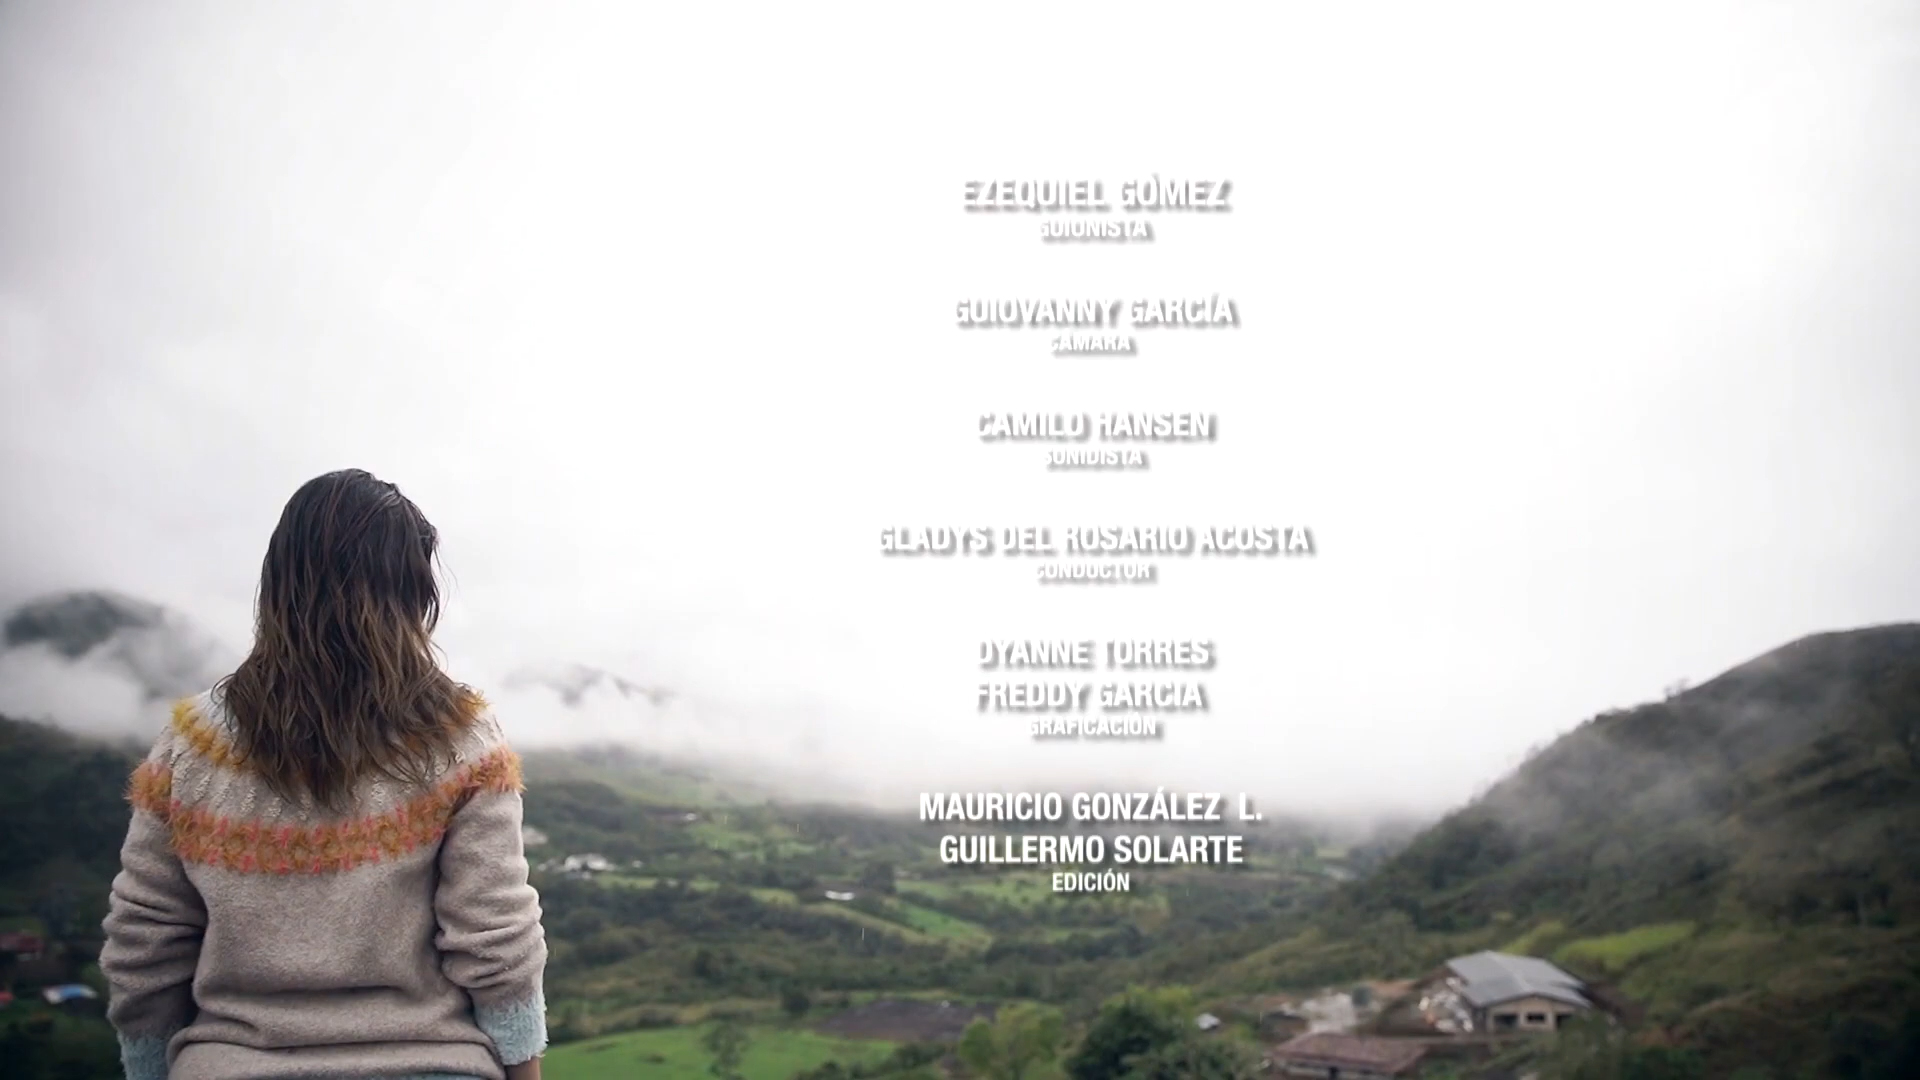 EZEQUIEL GÓMEZ
GUIONISTA
GUIOVANNY GARCÍA
CÁMARA
CAMILO HANSEN
SONIDISTA
GLADYS DEL ROSARIO ACOSTA
CONDUCTOR
DYANNE TORRES
FREDDY GARCIA
GRAFICACIÓN
MAURICIO GONZÁLEZ L.
GUILLERMO SOLARTE
EDICIÓN